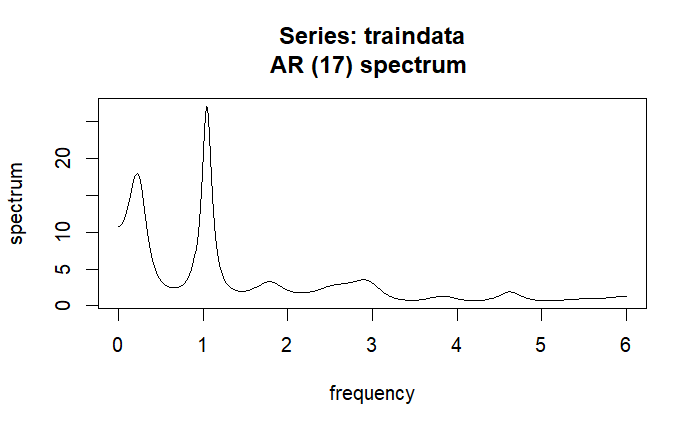 Series: traindata
AR (17) spectrum
spectrum
20
10
5
0
0 1 2 3 4 5 6
frequency